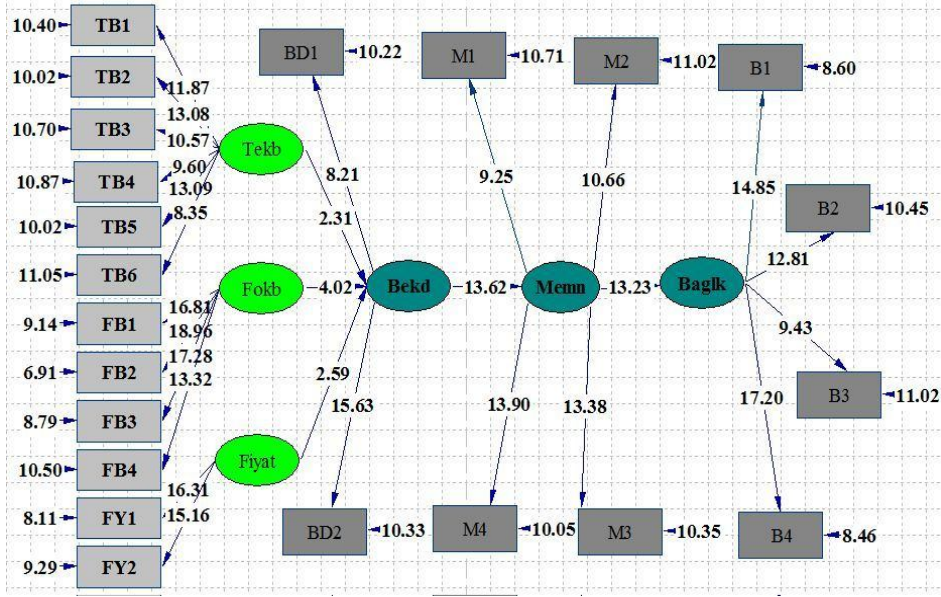 10.40 TB1
10.02 TB2
10.70 TB3
10.87 TB4
10.02 TB5
11.05 TB6
9.14 FB1
6.91 FB2
8.79 FB3
10.50 FB4
8.11 FY1
9.29 FY2
11.87
13.08
10.57
9.60
13.09
8.35
16.81
18.96
17.28
13.32
16.31
15.16
Tekb
Fokb
Fiyat
2.31
4.02
2.59
BD1 10.22
8.21
Bekd
15.63
BD2 10.33
13.62
M1 10.71
M2 11.02
9.25
10.66
Memn
13.90
13.38
M4 10.05
M3 10.35
13.23
Baglk
B1 8.60
14.85
B2 10.45
12.81
9.43
B3 11.02
17.20
B4 8.46